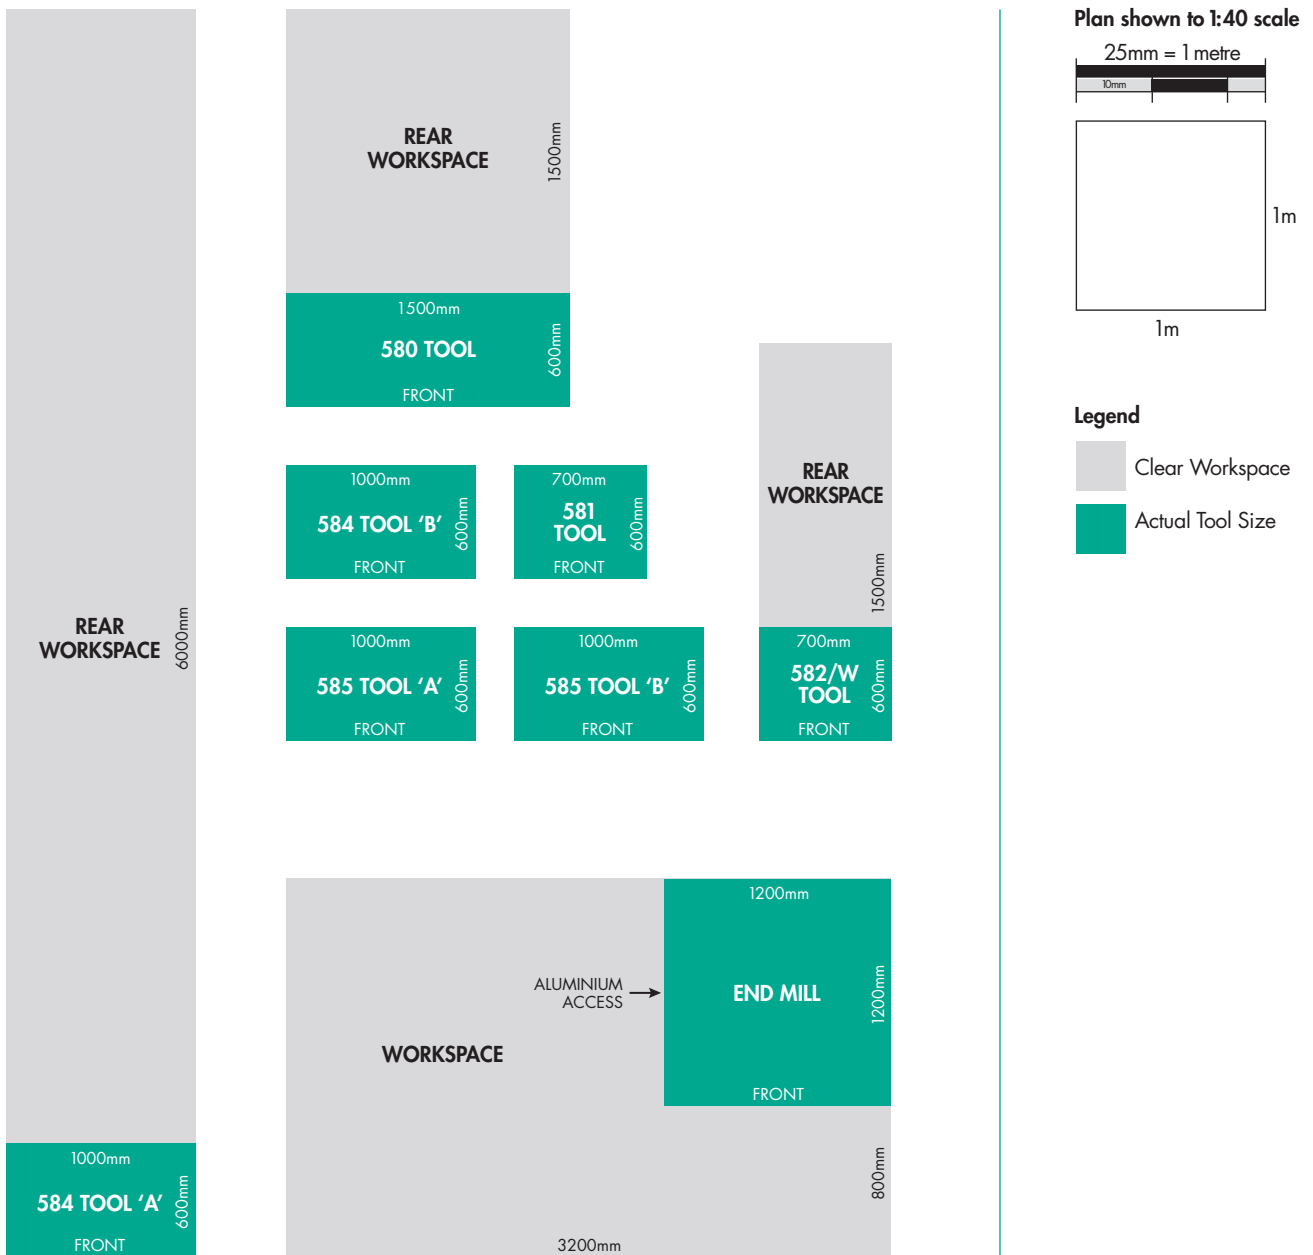 REAR
WORKSPACE
6000mm
1000mm
584 TOOL ‘A’
600mm
FRONT
REAR
WORKSPACE
1500mm
1500mm
580 TOOL
600mm
FRONT
1000mm
584 TOOL ‘B’
600mm
FRONT
700mm
581
TOOL
600mm
FRONT
1000mm
585 TOOL ‘A’
600mm
FRONT
1000mm
585 TOOL ‘B’
600mm
FRONT
REAR
WORKSPACE
1500mm
700mm
582/W
TOOL
600mm
FRONT
1200mm
END MILL
1200mm
FRONT
ALUMINIUM
ACCESS
WORKSPACE
800mm
3200mm
Plan shown to 1:40 scale
25mm = 1 metre
10mm
1m
1m
Legend
Clear Workspace
Actual Tool Size